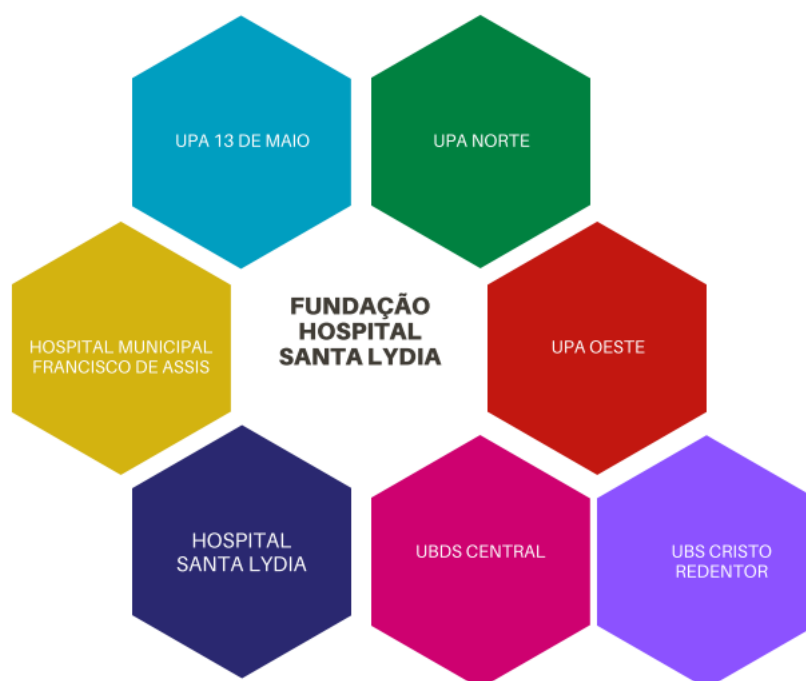 UPA 13 DE MAIO
UPA NORTE
FUNDAÇÃO
HOSPITAL
SANTA LYDIA
HOSPITAL MUNICIPAL
FRANCISCO DE ASSIS
UPA OESTE
HOSPITAL
SANTA LYDIA
UBDS CENTRAL
UBS CRISTO
REDENTOR